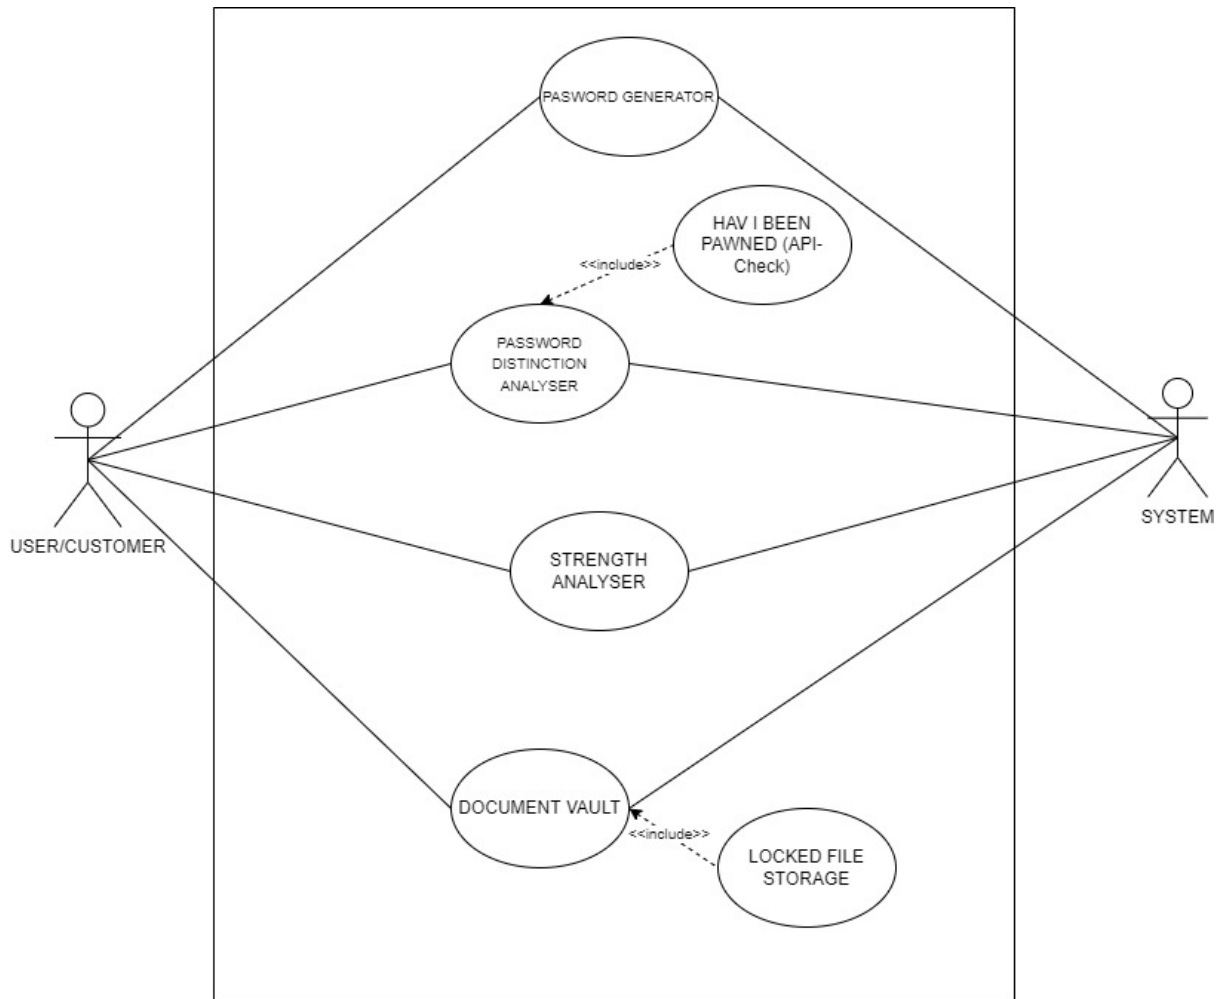 PASWORD GENERATOR
HAV I BEEN
PAWNED (API-
Check)
<<include>>
PASSWORD
DISTINCTION
ANALYSER
USER/CUSTOMER
SYSTEM
STRENGTH
ANALYSER
DOCUMENT VAULT
<<include>>
LOCKED FILE
STORAGE